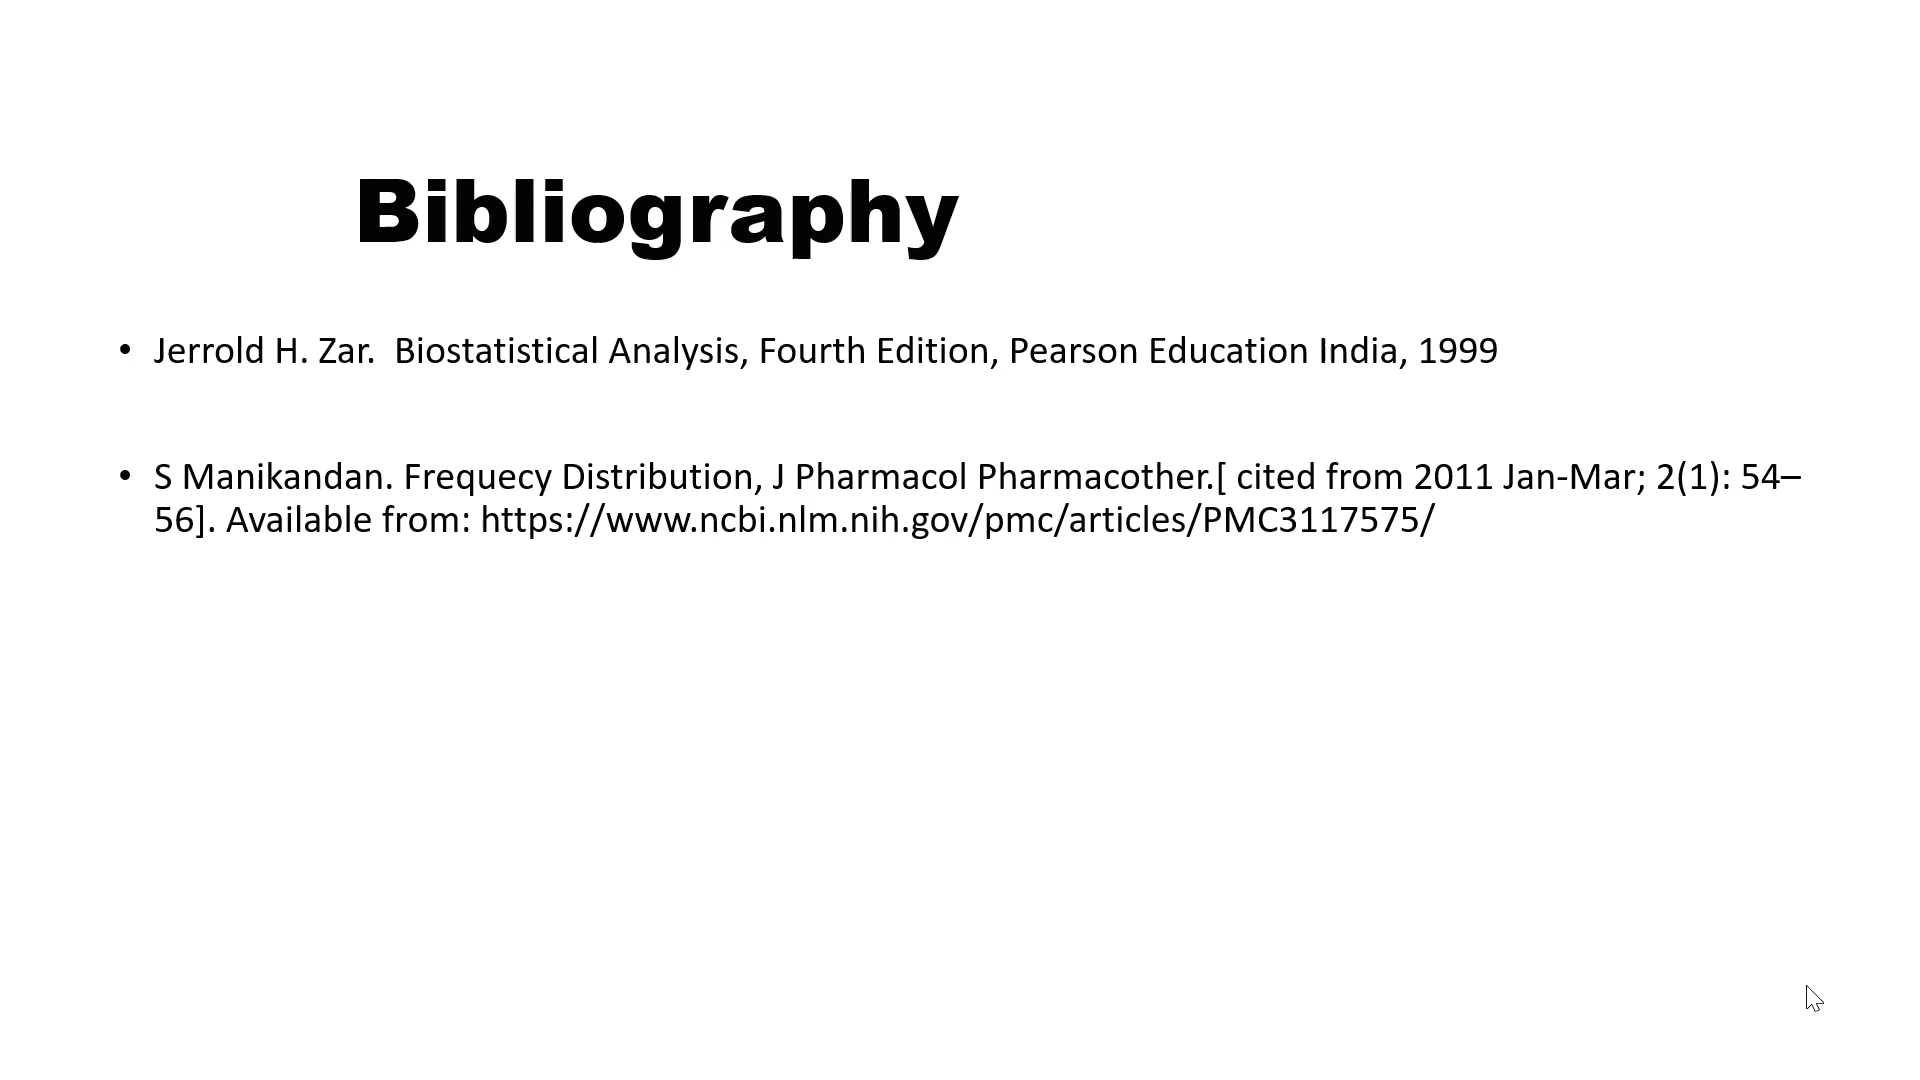 Bibliography
• Jerrold H. Zar.  Biostatistical Analysis, Fourth Edition, Pearson Education India, 1999
• S Manikandan. Frequecy Distribution, J Pharmacol Pharmacother.[ cited from 2011 Jan-Mar; 2(1): 54–
56]. Available from: https://www.ncbi.nlm.nih.gov/pmc/articles/PMC3117575/